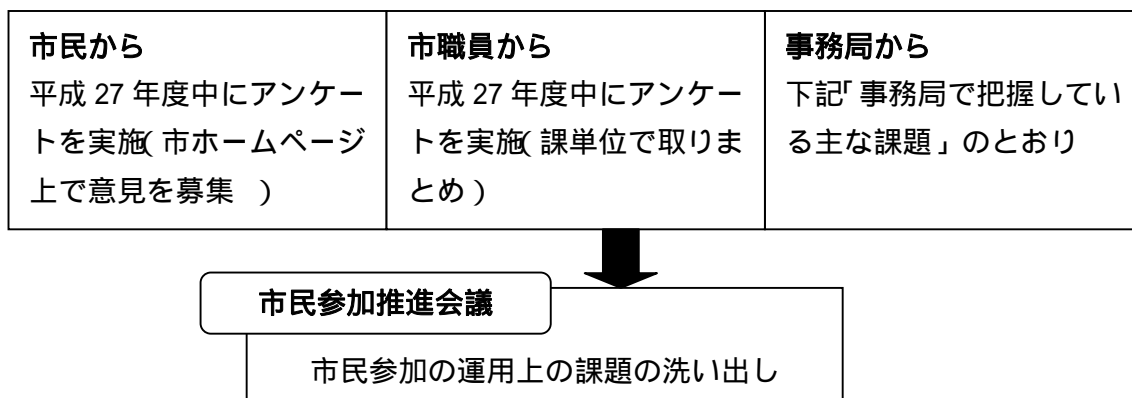 市民から
平成 27 年度中にアンケー
トを実施( 市ホームページ
上で意見を募集 )
市職員から
平成 27 年度中にアンケー
トを実施( 課単位で取りま
とめ )
事務局から
下記「 事務局で把握してい
る主な課題 」のとおり
市民参加推進会議
市民参加の運用上の課題の洗い出し